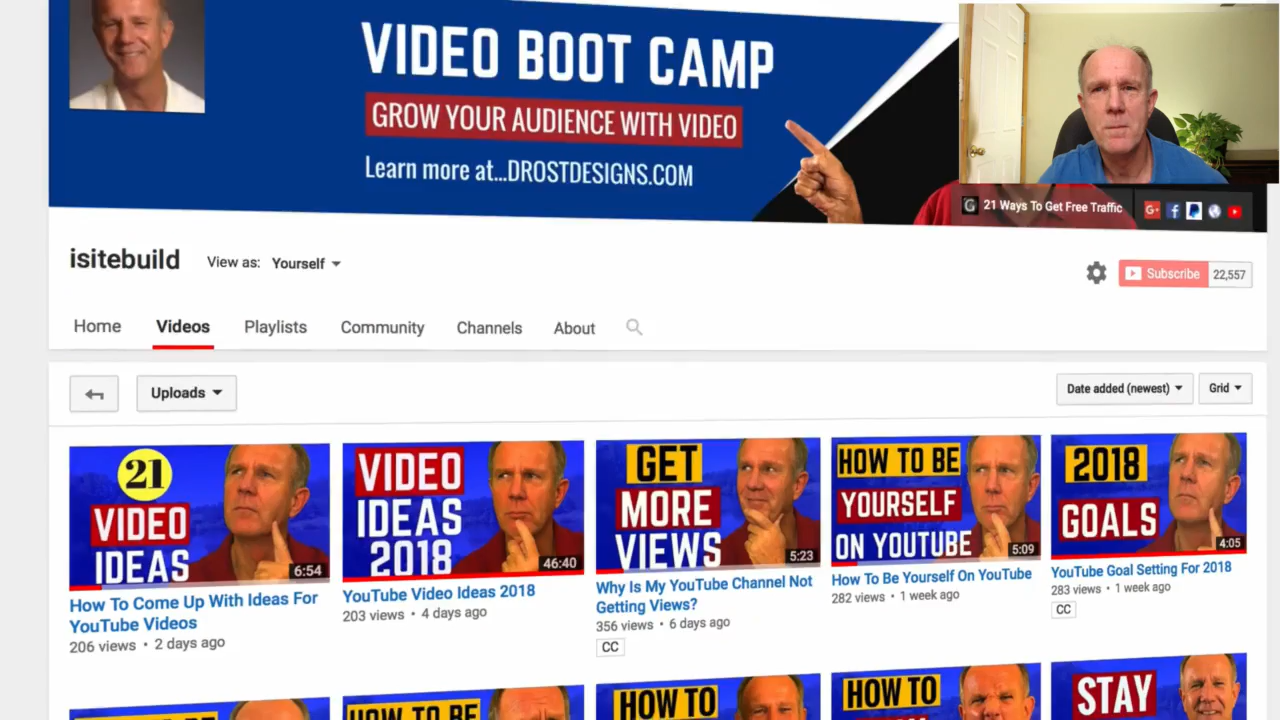 VIDEO BOOT CAMP
GROW YOUR AUDIENCE WITH VIDEO
Learn more at...DROSTDESIGNS.COM
21 Ways To Get Free Traffic
isitebuild
View as: Yourself
Subscribe 22,557
Home Videos Playlists Community Channels About
Uploads
Date added (newest)
Grid
21
VIDEO
IDEAS
6:54
How To Come Up With Ideas For
YouTube Videos
206 views • 2 days ago
VIDEO
IDEAS
2018
46:40
YouTube Video Ideas 2018
203 views • 4 days ago
GET
MORE
VIEWS
5:23
Why Is My YouTube Channel Not
Getting Views?
356 views • 6 days ago
CC
HOW TO BE
YOURSELF
ON YOUTUBE
5:09
How To Be Yourself On YouTube
282 views • 1 week ago
2018
GOALS
4:05
YouTube Goal Setting For 2018
283 views • 1 week ago
CC
HOW TO BE
HOW TO
HOW TO
STAY